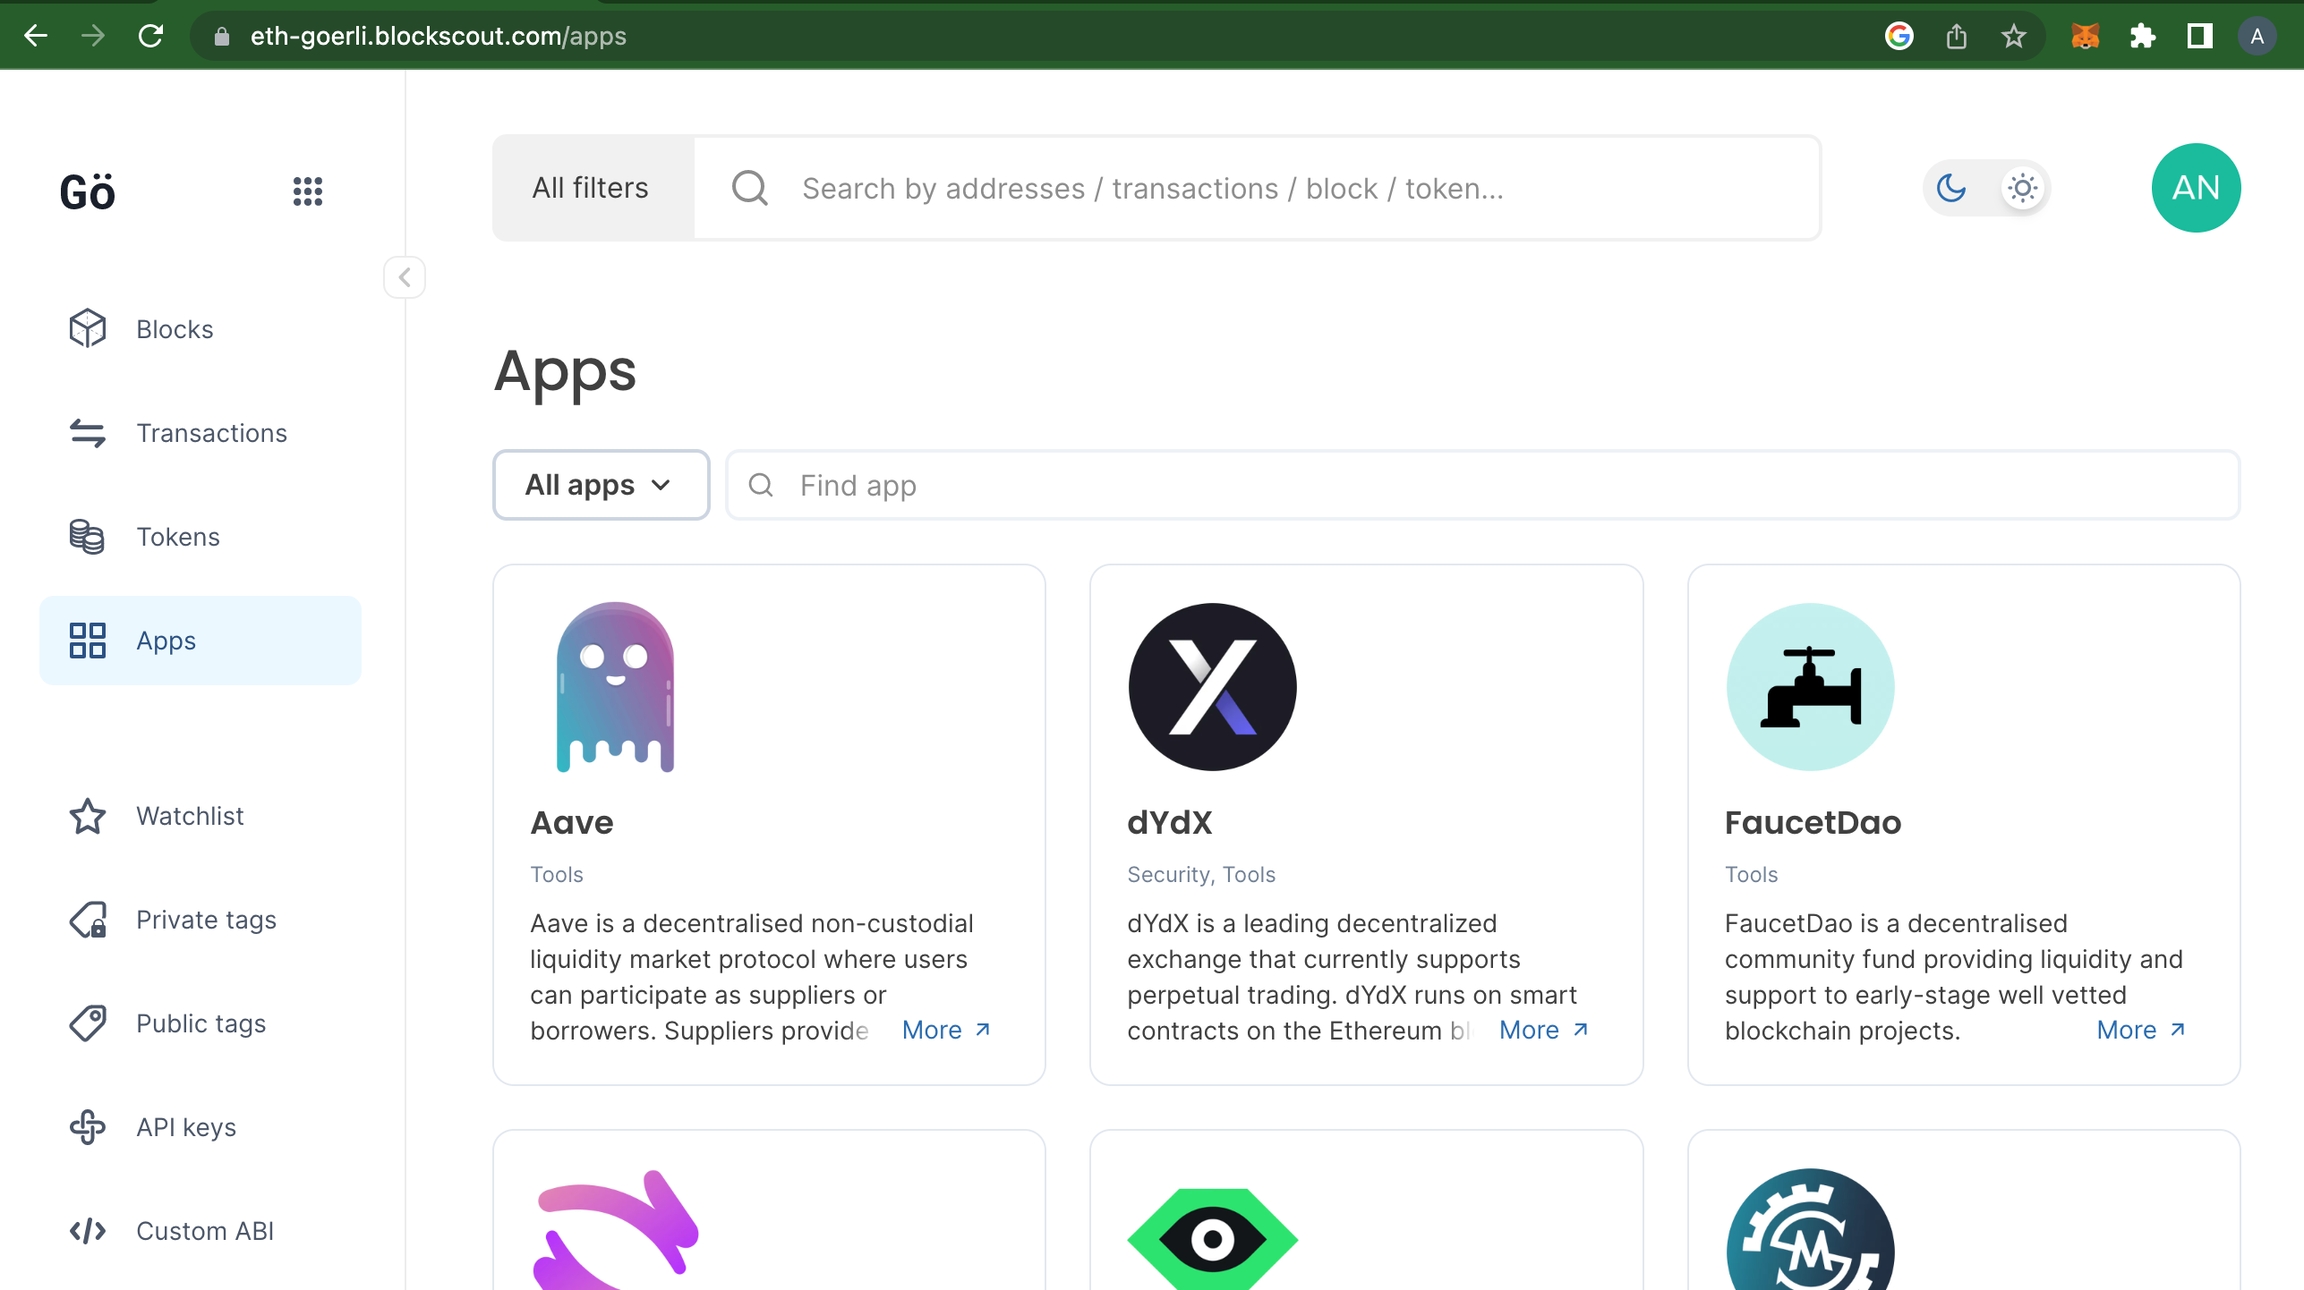 eth-goerli.blockscout.com/apps
A
Gö
All filters
Search by addresses / transactions / block / token...
AN
Blocks
Transactions
Tokens
Apps
Watchlist
Private tags
Public tags
API keys
Custom ABI
Apps
All apps
Find app
Aave
Tools
Aave is a decentralised non-custodial
liquidity market protocol where users
can participate as suppliers or
borrowers. Suppliers provide
More
dYdX
Security, Tools
dYdX is a leading decentralized
exchange that currently supports
perpetual trading. dYdX runs on smart
contracts on the Ethereum bl
More
FaucetDao
Tools
FaucetDao is a decentralised
community fund providing liquidity and
support to early-stage well vetted
blockchain projects.
More
M